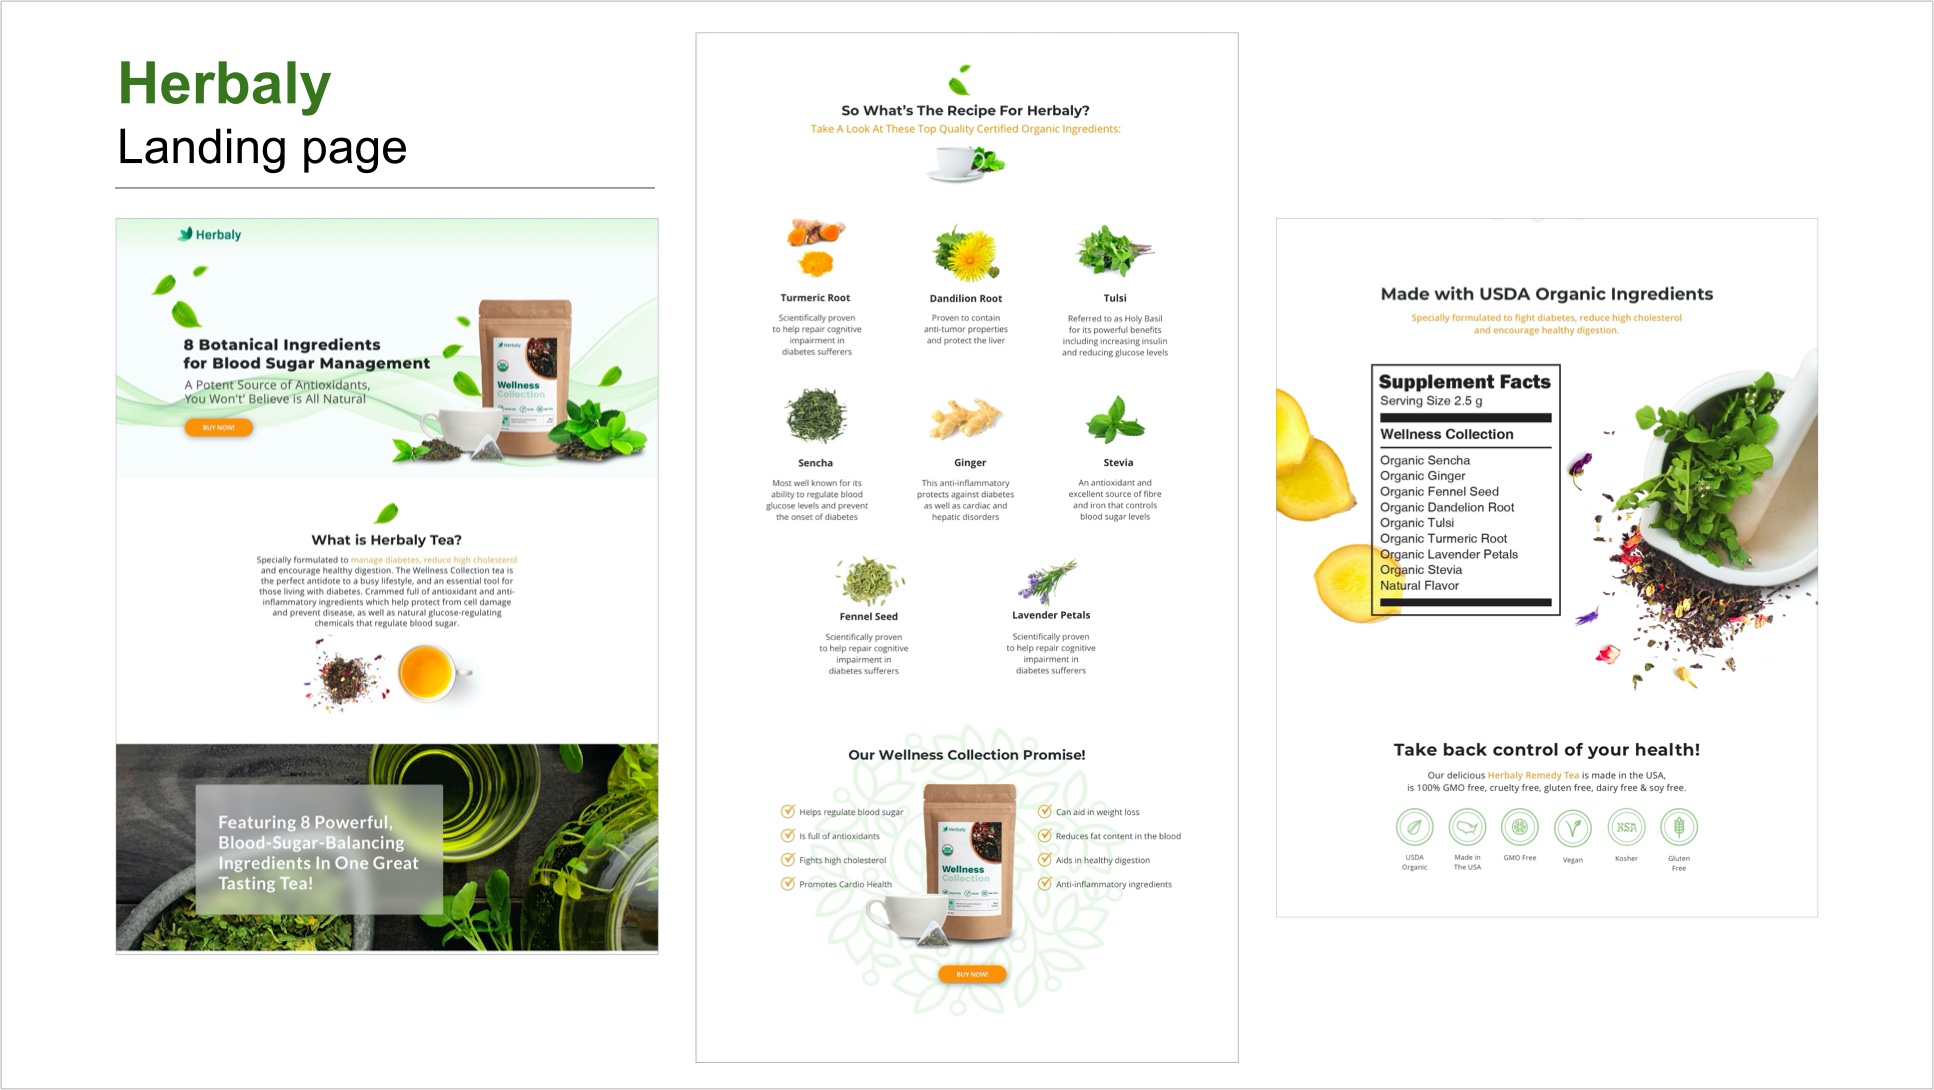 Herbaly
Landing page
Herbaly
8 Botanical Ingredients
for Blood Sugar Management
A Potent Source of Antioxidants,
You Won't' Believe is All Natural
BUY NOW!
Herbaly
Wellness
Collection
What is Herbaly Tea?
Specially formulated to manage diabetes, reduce high cholesterol
and encourage healthy digestion. The Wellness Collection tea is
the perfect antidote to a busy lifestyle, and an essential tool for
those living with diabetes. Crammed full of antioxidant and anti-
inflammatory ingredients which help protect from cell damage
and prevent disease, as well as natural glucose-regulating
chemicals that regulate blood sugar.
Featuring 8 Powerful,
Blood-Sugar-Balancing
Ingredients In One Great
Tasting Tea!
So What's The Recipe For Herbaly?
Take A Look At These Top Quality Certified Organic Ingredients:
Turmeric Root
Scientifically proven
to help repair cognitive
impairment in
diabetes sufferers
Dandilion Root
Proven to contain
anti-tumor properties
and protect the liver
Tulsi
Referred to as Holy Basil
for its powerful benefits
including increasing insulin
and reducing glucose levels
Sencha
Most well known for its
ability to regulate blood
glucose levels and prevent
the onset of diabetes
Ginger
This anti-inflammatory
protects against diabetes
as well as cardiac and
hepatic disorders
Stevia
An antioxidant and
excellent source of fibre
and iron that controls
blood sugar levels
Fennel Seed
Scientifically proven
to help repair cognitive
impairment in
diabetes sufferers
Lavender Petals
Scientifically proven
to help repair cognitive
impairment in
diabetes sufferers
Our Wellness Collection Promise!
Helps regulate blood sugar
Is full of antioxidants
Fights high cholesterol
Promotes Cardio Health
Herbaly
Wellness
Collection
Can aid in weight loss
Reduces fat content in the blood
Aids in healthy digestion
Anti-inflammatory ingredients
BUY NOW!
Made with USDA Organic Ingredients
Specially formulated to fight diabetes, reduce high cholesterol
and encourage healthy digestion.
Supplement Facts
Serving Size 2.5 g
Wellness Collection
Organic Sencha
Organic Ginger
Organic Fennel Seed
Organic Dandelion Root
Organic Tulsi
Organic Turmeric Root
Organic Lavender Petals
Organic Stevia
Natural Flavor
Take back control of your health!
Our delicious Herbaly Remedy Tea is made in the USA,
is 100% GMO free, cruelty free, gluten free, dairy free & soy free.
USDA
Organic
Made in
The USA
GMO Free
Vegan
Kosher
Gluten
Free